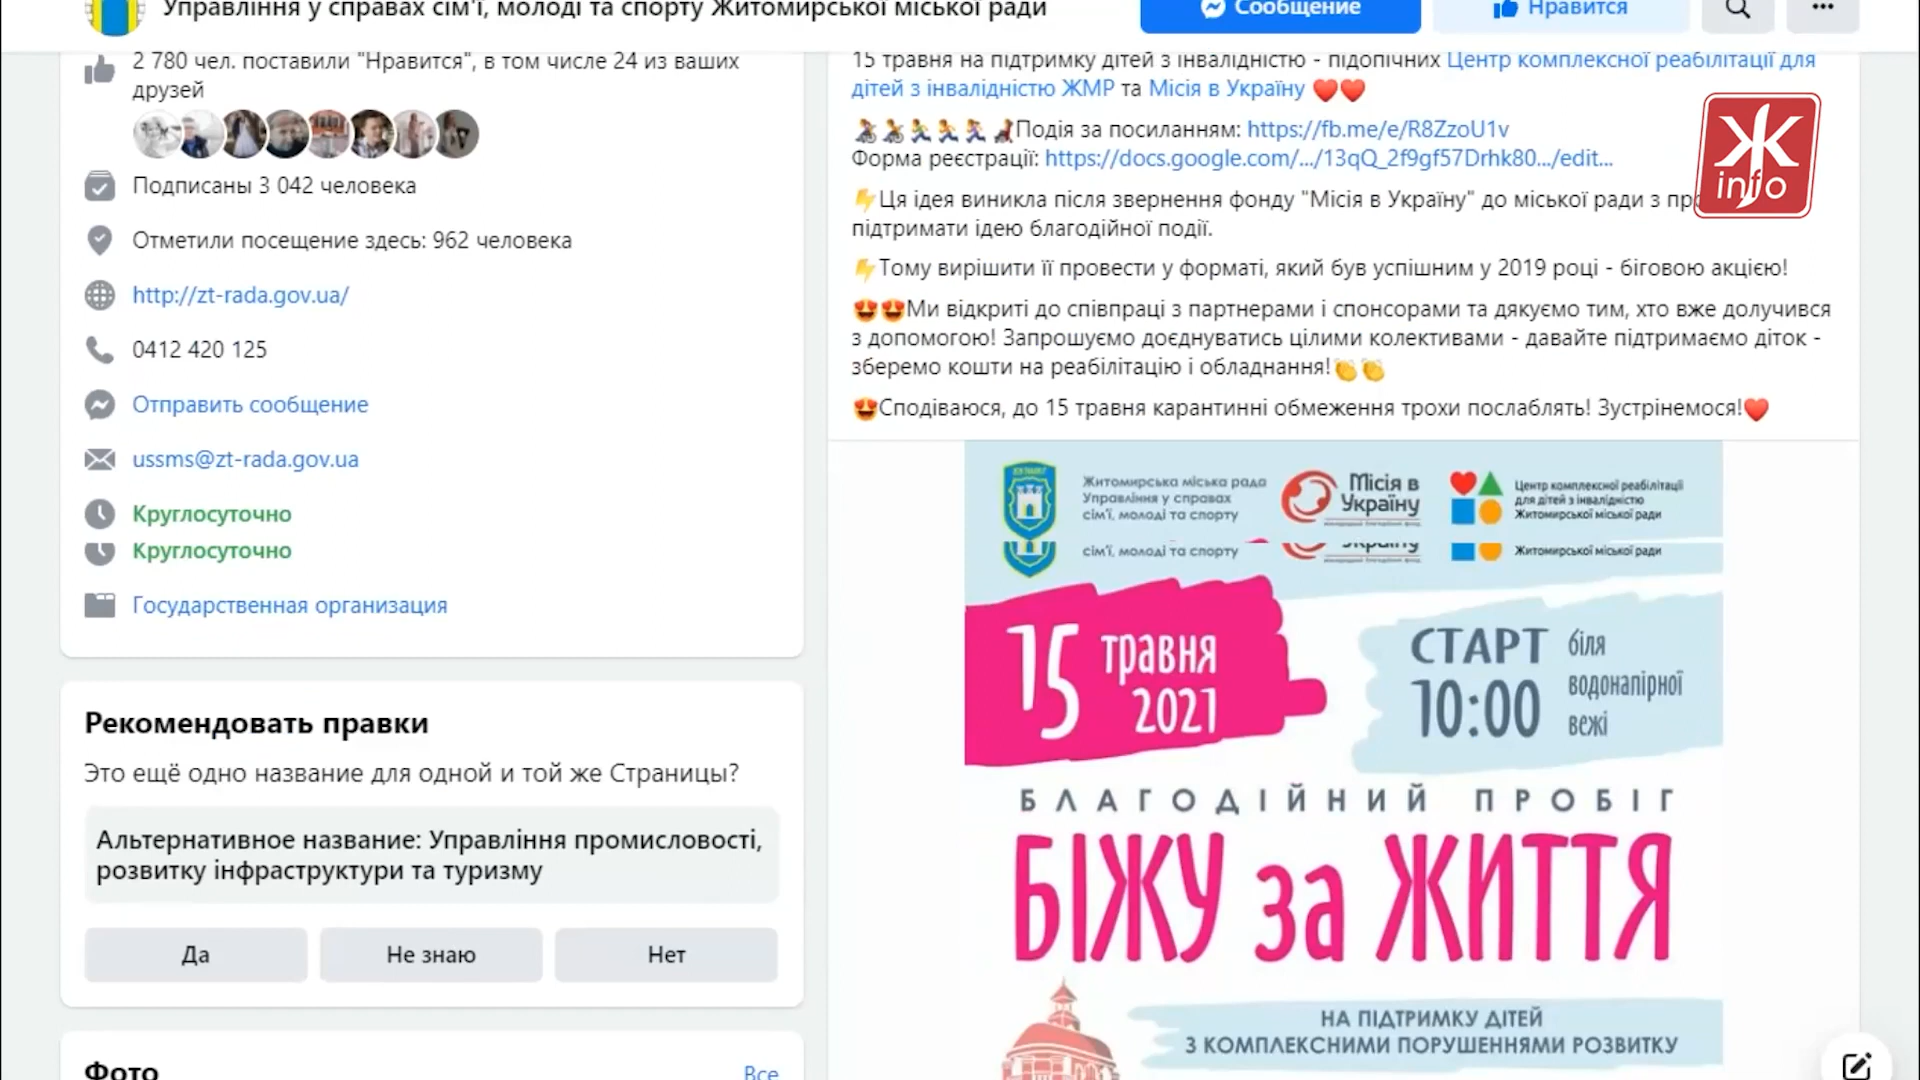 Управління у справах сім'ї, молоді та спорту Житомирської міської ради
Сообщение
Нравится
2 780 чел. поставили "Нравится", в том числе 24 из ваших
друзей
Подписаны 3 042 человека
Отметили посещение здесь: 962 человека
http://zt-rada.gov.ua/
0412 420 125
Отправить сообщение
ussms@zt-rada.gov.ua
Круглосуточно
Круглосуточно
Государственная организация
Рекомендовать правки
Это ещё одно название для одной и той же Страницы?
Альтернативное название: Управління промисловості,
розвитку інфраструктури та туризму
Да
Не знаю
Нет
Фото
Все
15 травня на підтримку дітей з інвалідністю - підопічних Центр комплексної реабілітації для
дітей з інвалідністю ЖМР та Місія в Україну
Подія за посиланням: https://fb.me/e/R8ZzoU1v
Форма реєстрації: https://docs.google.com/.../13qQ_2f9gf57Drhk80.../edit...
Ця ідея виникла після звернення фонду "Місія в Україну" до міської ради з
підтримати ідею благодійної події.
Тому вирішити її провести у форматі, який був успішним у 2019 році - біговою акцією!
Ми відкриті до співпраці з партнерами і спонсорами та дякуємо тим, хто вже долучився
з допомогою! Запрошуємо доєднуватись цілими колективами - давайте підтримаємо діток -
зберемо кошти на реабілітацію і обладнання!
Сподіваюся, до 15 травня карантинні обмеження трохи послаблять! Зустрінемося!
Ж
info
Житомирська міська рада
Управління у справах
сім'ї, молоді та спорту
Місія в
Україну
Центр комплексної реабілітації
для дітей з інвалідністю
Житомирської міської ради
сім'ї, молоді та спорту
Україну
Житомирської міської ради
15 травня
2021
СТАРТ
10:00
біля
водонапірної
вежі
БЛАГОДІЙНИЙ ПРОБІГ
БІЖУ за ЖИТТЯ
НА ПІДТРИМКУ ДІТЕЙ
З КОМПЛЕКСНИМИ ПОРУШЕННЯМИ РОЗВИТКУ